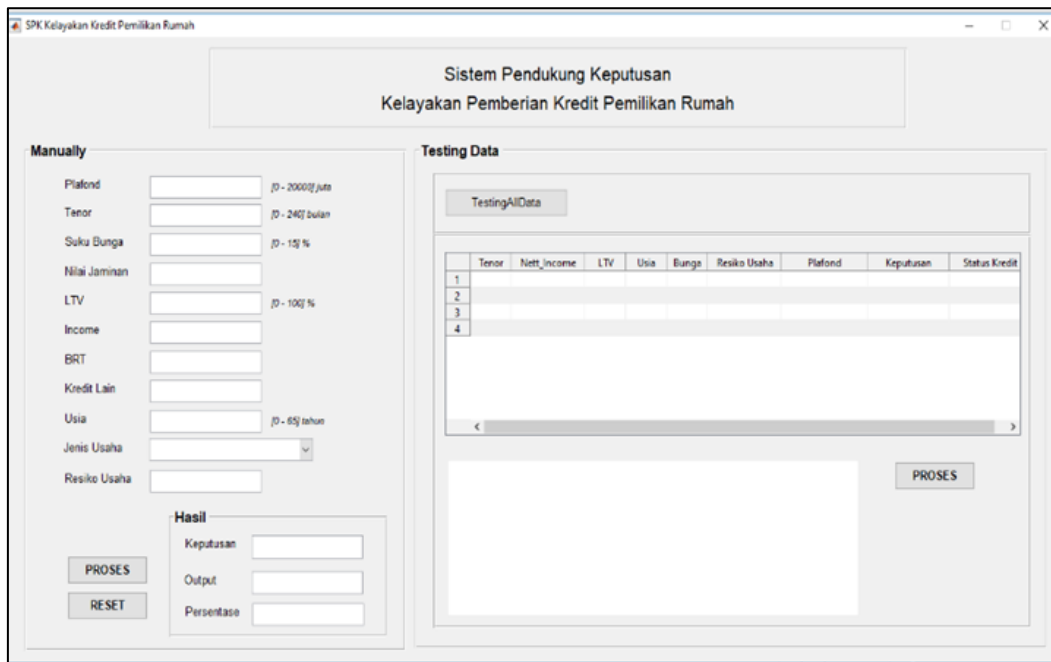 SPK Kelayakan Kredit Pemilikan Rumah
Sistem Pendukung Keputusan
Kelayakan Pemberian Kredit Pemilikan Rumah
Manually
Plafond [0 - 20000] juta
Tenor [0 - 240] bulan
Suku Bunga [0 - 15] %
Nilai Jaminan
LTV [0 - 100] %
Income
BRT
Kredit Lain
Usia [0 - 65] tahun
Jenis Usaha
Resiko Usaha
Hasil
Keputusan
Output
Persentase
PROSES
RESET
Testing Data
TestingAllData
Tenor Nett_Income LTV Usia Bunga Resiko Usaha Plafond Keputusan Status Kredit
1
2
3
4
PROSES